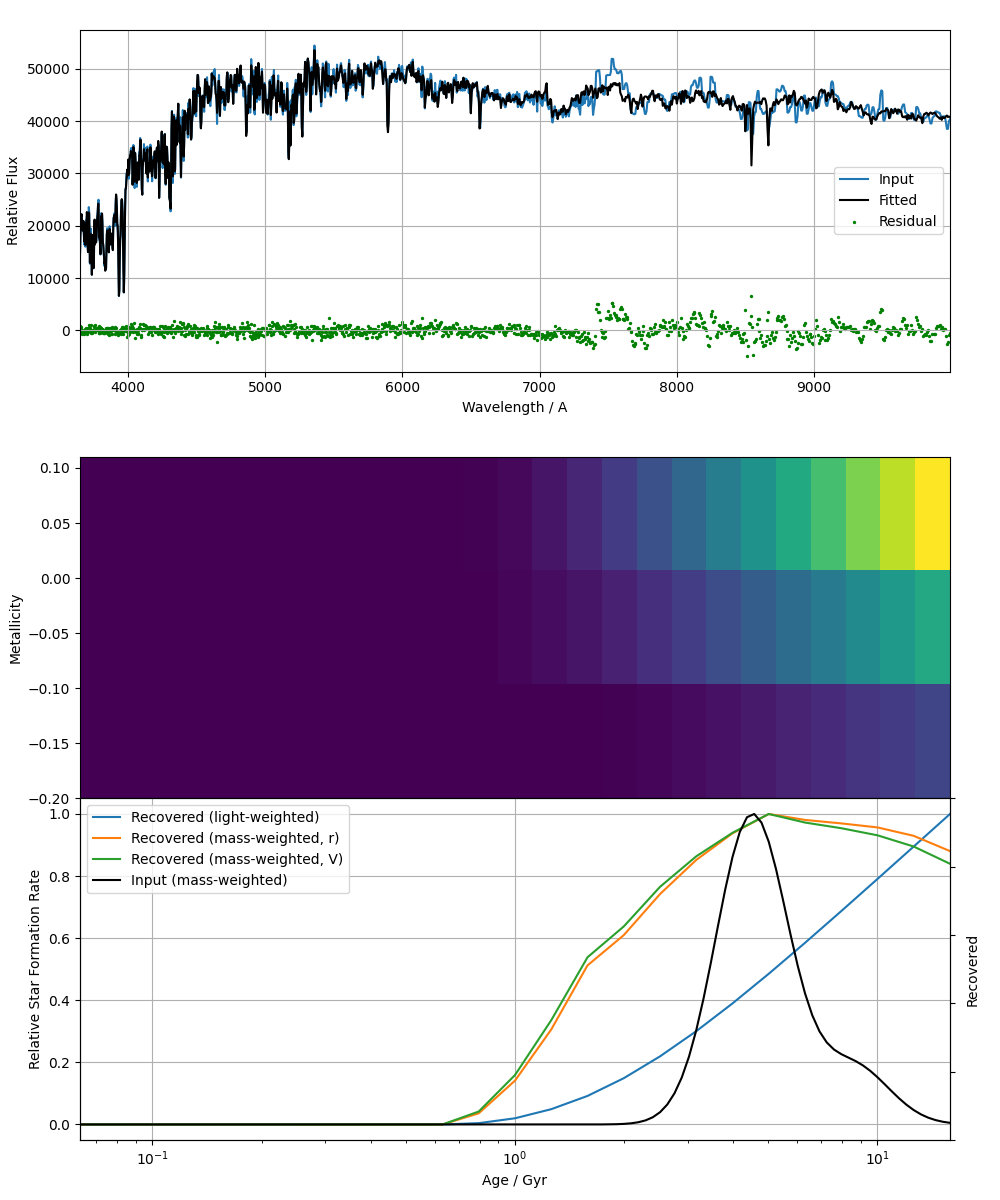 50000
40000
30000
20000
10000
0
Relative Flux
Input
Fitted
Residual
4000 5000 6000 7000 8000 9000
Wavelength / A
0.10
0.05
0.00
−0.05
−0.10
−0.15
−0.20
Metallicity
1.0
0.8
0.6
0.4
0.2
0.0
Relative Star Formation Rate
Recovered (light-weighted)
Recovered (mass-weighted, r)
Recovered (mass-weighted, V)
Input (mass-weighted)
Recovered
10⁻¹ 10⁰ 10¹
Age / Gyr